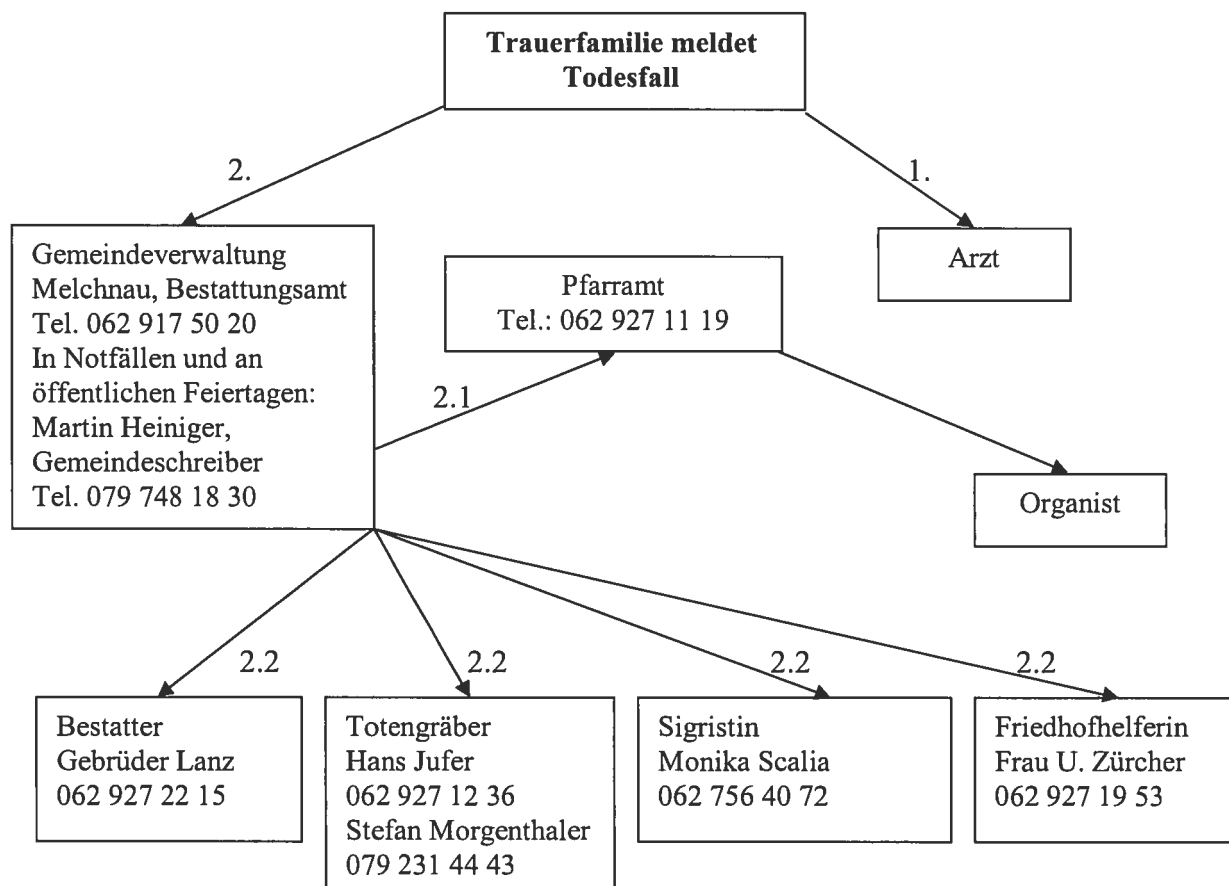 Trauerfamilie meldet
Todesfall
2.
1.
Gemeindeverwaltung
Melchnau, Bestattungsamt
Tel. 062 917 50 20
In Notfällen und an
öffentlichen Feiertagen:
Martin Heiniger,
Gemeindeschreiber
Tel. 079 748 18 30
Arzt
Pfarramt
Tel.: 062 927 11 19
2.1
Organist
2.2
2.2
2.2
2.2
Bestatter
Gebrüder Lanz
062 927 22 15
Totengräber
Hans Jufer
062 927 12 36
Stefan Morgenthaler
079 231 44 43
Sigristin
Monika Scalia
062 756 40 72
Friedhofhelferin
Frau U. Zürcher
062 927 19 53